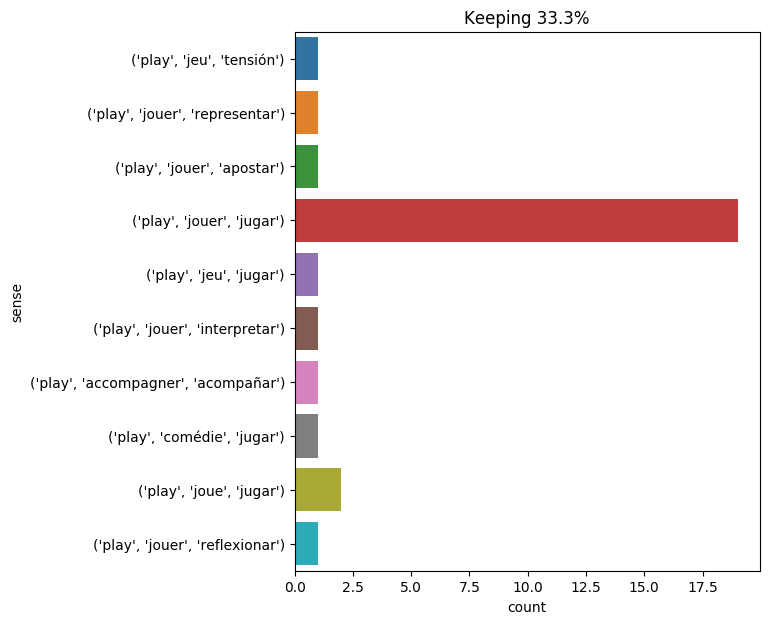 Keeping 33.3%
('play', 'jeu', 'tensión')
('play', 'jouer', 'representar')
('play', 'jouer', 'apostar')
('play', 'jouer', 'jugar')
('play', 'jeu', 'jugar')
('play', 'jouer', 'interpretar')
('play', 'accompagner', 'acompañar')
('play', 'comédie', 'jugar')
('play', 'joue', 'jugar')
('play', 'jouer', 'reflexionar')
sense
0.0 2.5 5.0 7.5 10.0 12.5 15.0 17.5
count